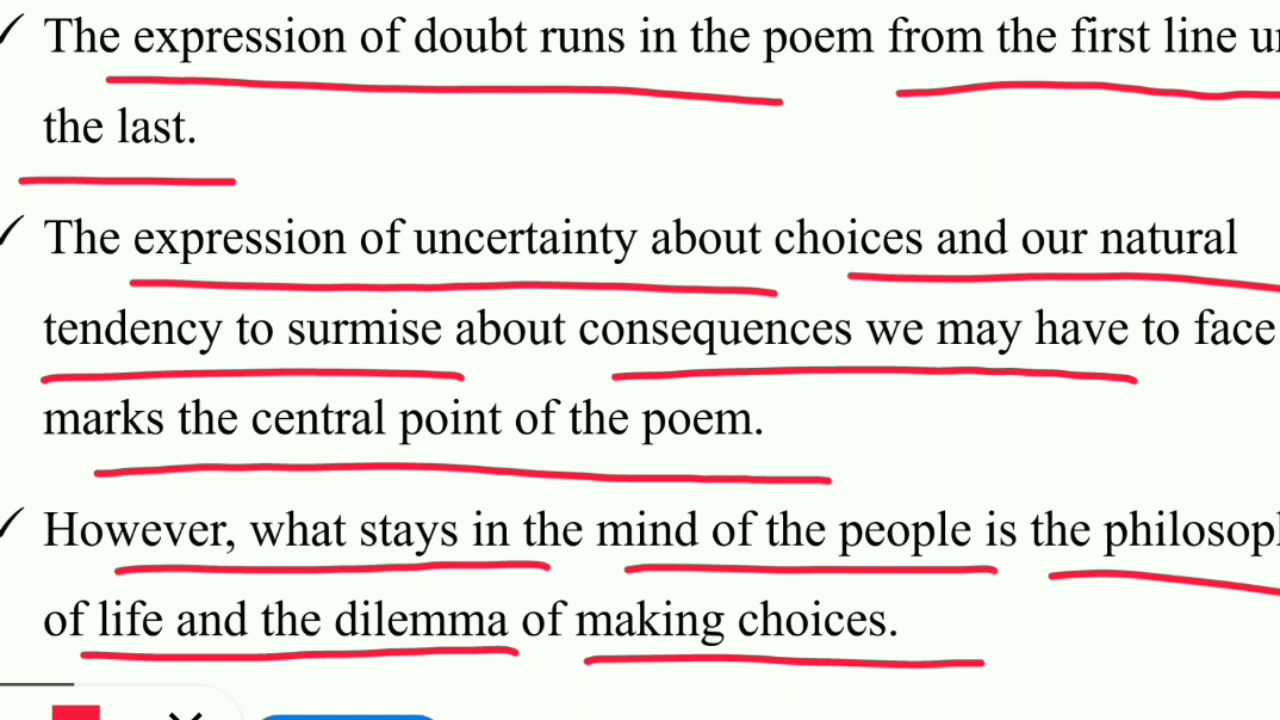 ✓ The expression of doubt runs in the poem from the first line
the last.
✓ The expression of uncertainty about choices and our natural
tendency to surmise about consequences we may have to face
marks the central point of the poem.
✓ However, what stays in the mind of the people is the
of life and the dilemma of making choices.